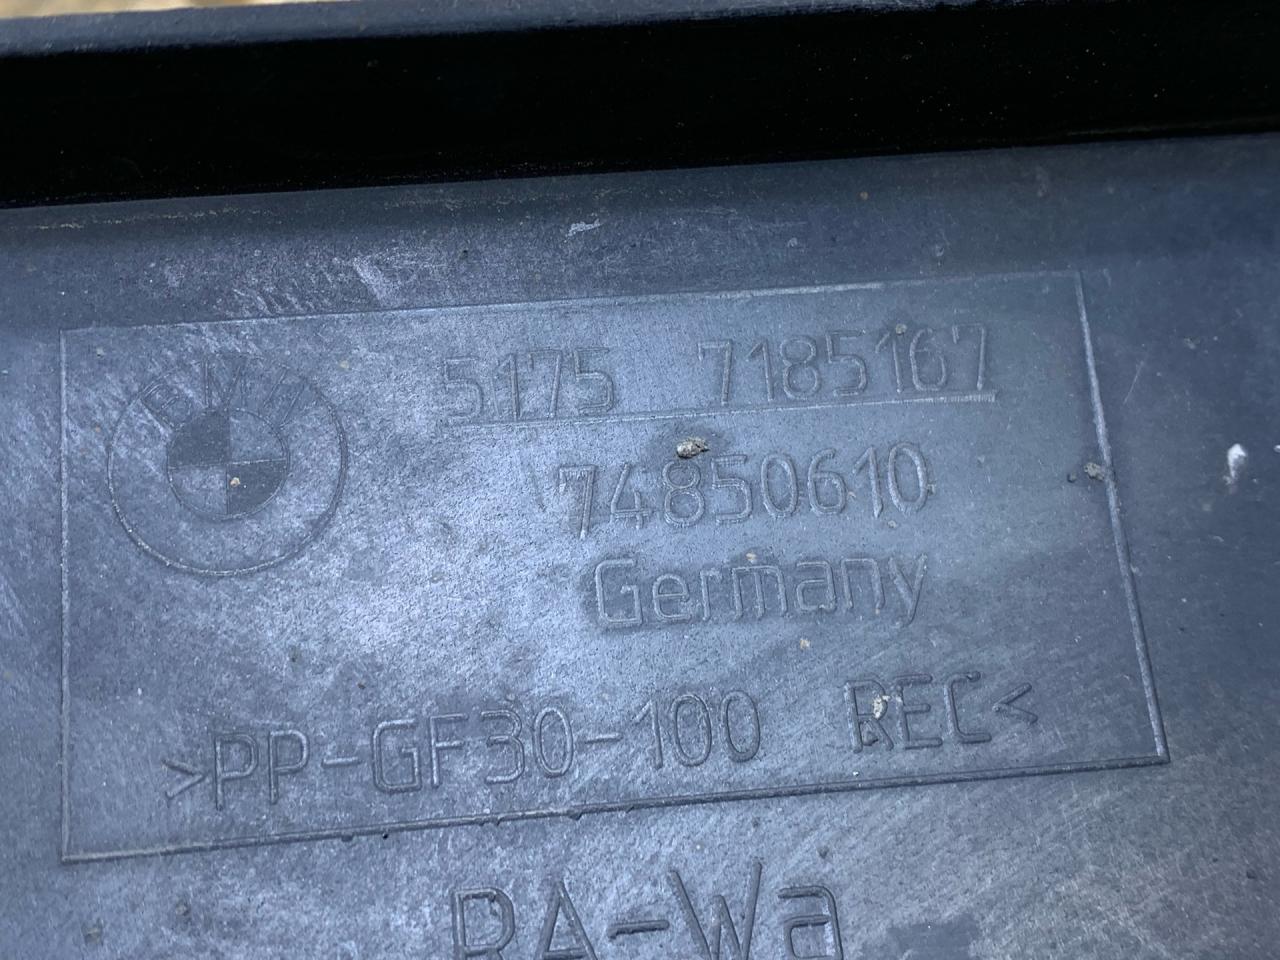 BMW
5175 7185167
74850610
Germany
>PP-GF30-100 REC<
RA-Wa